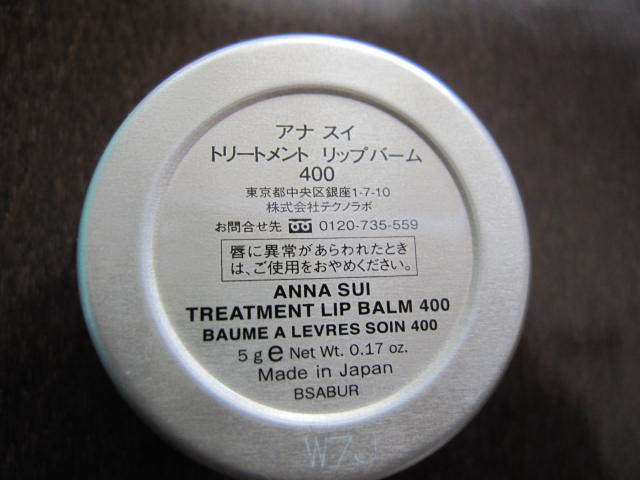 アナ スイ
トリートメント リップバーム
400
東京都中央区銀座1-7-10
株式会社テクノラボ
お問合せ先 0120-735-559
唇に異常があらわれたとき
は、ご使用をおやめください。
ANNA SUI
TREATMENT LIP BALM 400
BAUME A LEVRES SOIN 400
5 g e Net Wt. 0.17 oz.
Made in Japan
BSABUR
W7J